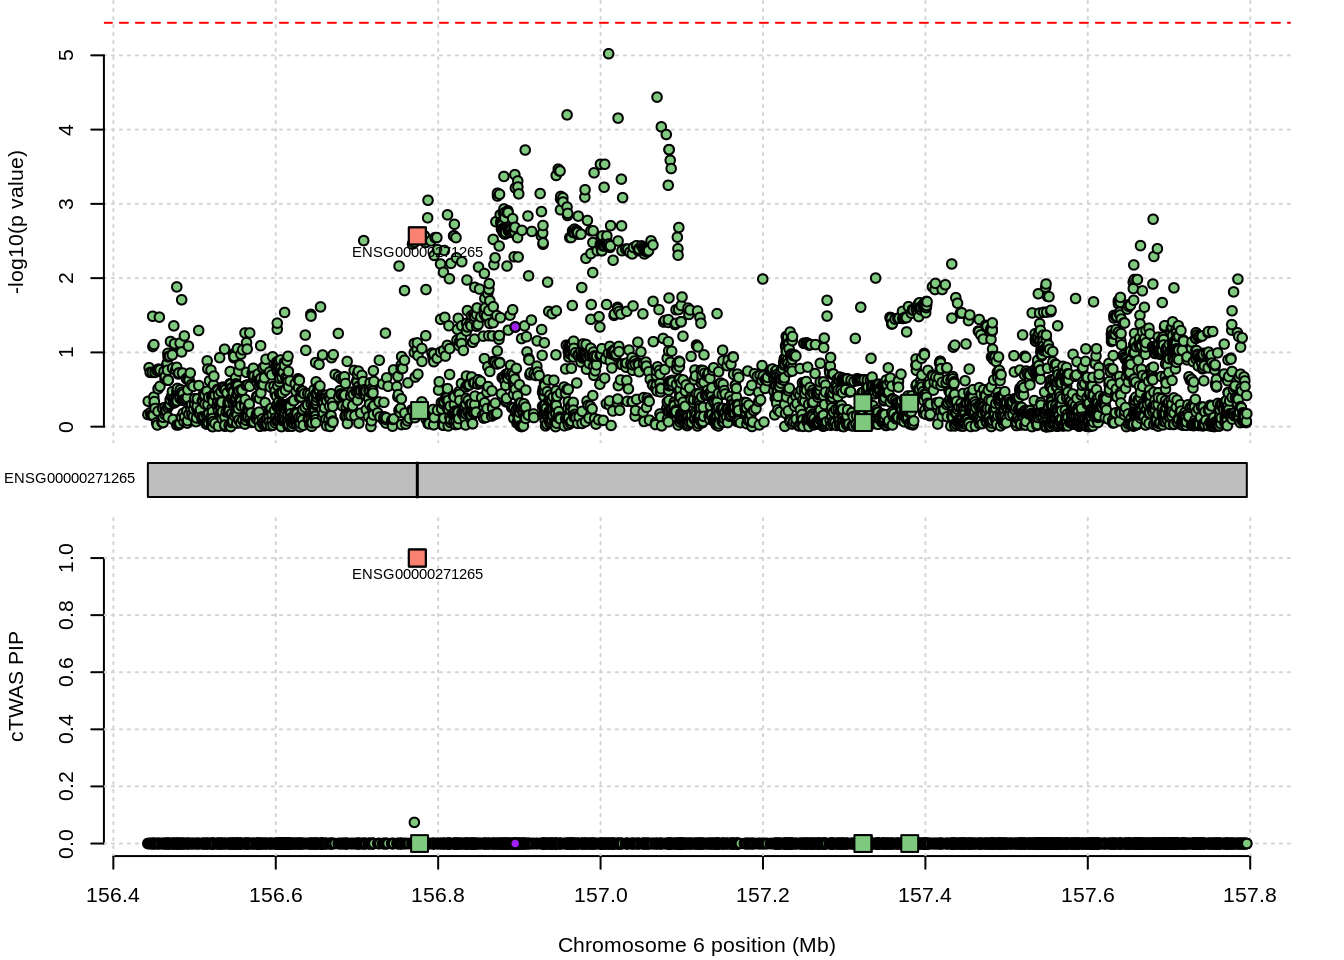 -log10(p value)
5
4
3
2
1
0
ENSG00000271265
ENSG00000271265
cTWAS PIP
1.0
0.8
0.6
0.4
0.2
0.0
ENSG00000271265
156.4 156.6 156.8 157.0 157.2 157.4 157.6 157.8
Chromosome 6 position (Mb)